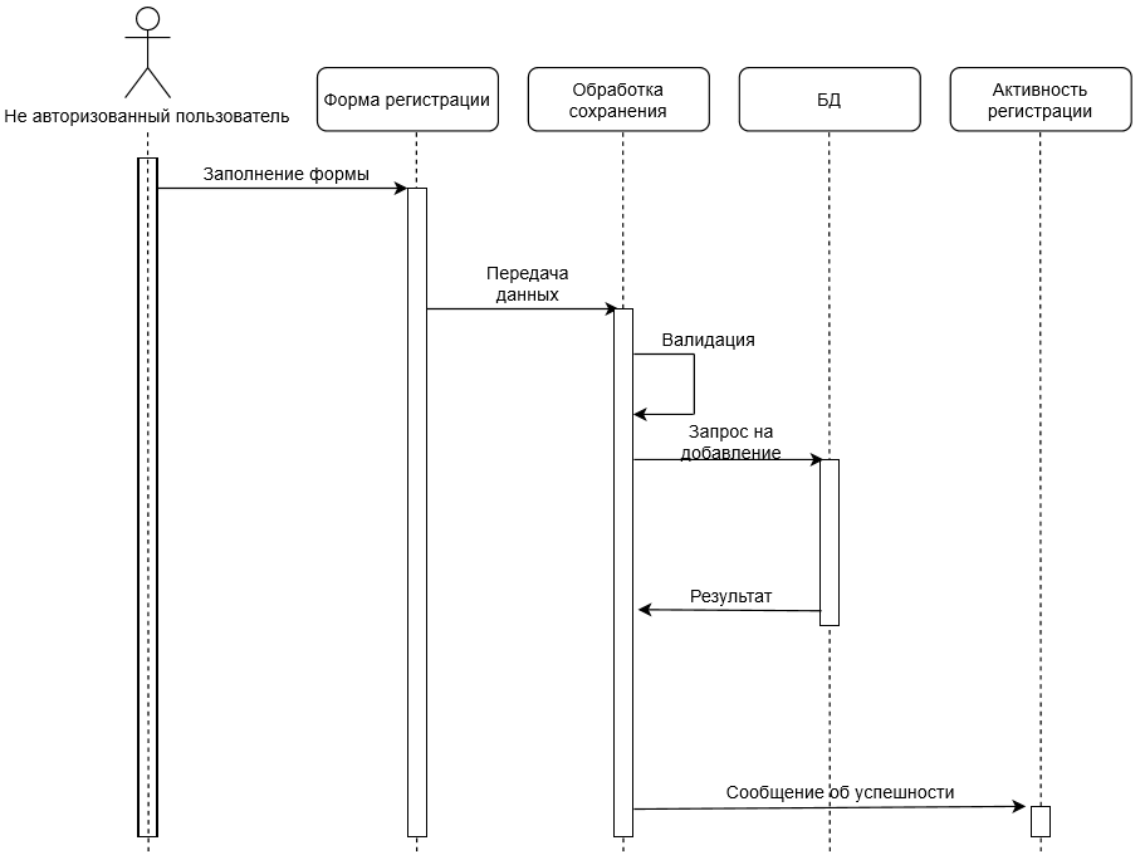 Не авторизованный пользователь
Форма регистрации
Обработка
сохранения
БД
Активность
регистрации
Заполнение формы
Передача
данных
Валидация
Запрос на
добавление
Результат
Сообщение об успешности